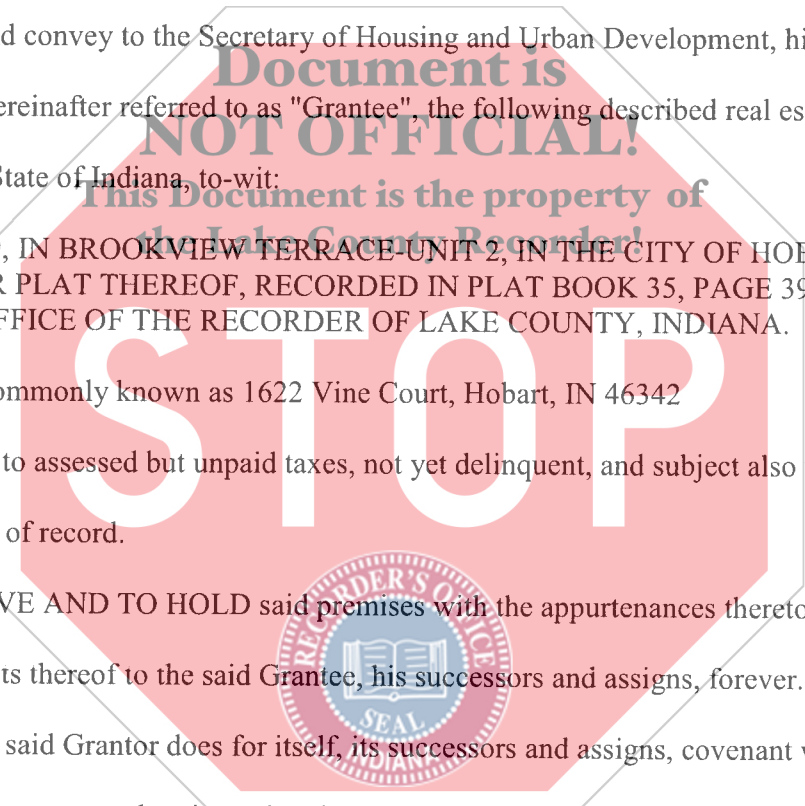 d convey to the Secretary of Housing and Urban Development, hi
Document is
ereinafter referred to as "Grantee", the following described real es
NOT OFFICIAL!
State of Indiana, to-wit:
This Document is the property of
the Lake County Recorder!
, IN BROOKVIEW TERRACE-UNIT 2, IN THE CITY OF HOB
R PLAT THEREOF, RECORDED IN PLAT BOOK 35, PAGE 39
FFICE OF THE RECORDER OF LAKE COUNTY, INDIANA.
STOP
ommonly known as 1622 Vine Court, Hobart, IN 46342
to assessed but unpaid taxes, not yet delinquent, and subject also
of record.
VE AND TO HOLD said premises with the appurtenances thereto
ts thereof to the said Grantee, his successors and assigns, forever.
said Grantor does for itself, its successors and assigns, covenant
RECORDER'S OFFICE
SEAL
INDIANA